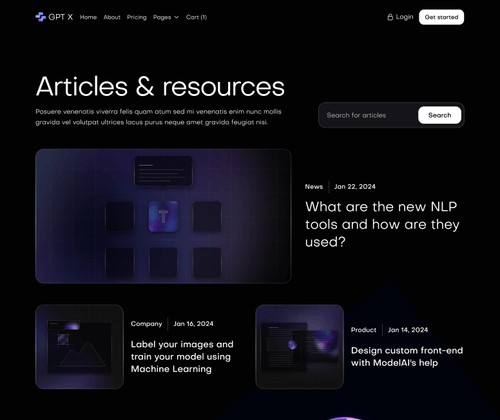 GPT X
Home
About
Pricing
Pages
Cart (1)
Login
Get started
Articles & resources
Posuere venenatis viverra felis quam atum sed mi venenatis enim nunc mollis
gravida vel volutpat ultrices lacus purus neque amet gravida feugiat nisi.
Search for articles
Search
T
News
Jan 22, 2024
What are the new NLP
tools and how are they
used?
Company
Jan 16, 2024
Label your images and
train your model using
Machine Learning
Product
Jan 14, 2024
Design custom front-end
with ModelAI's help